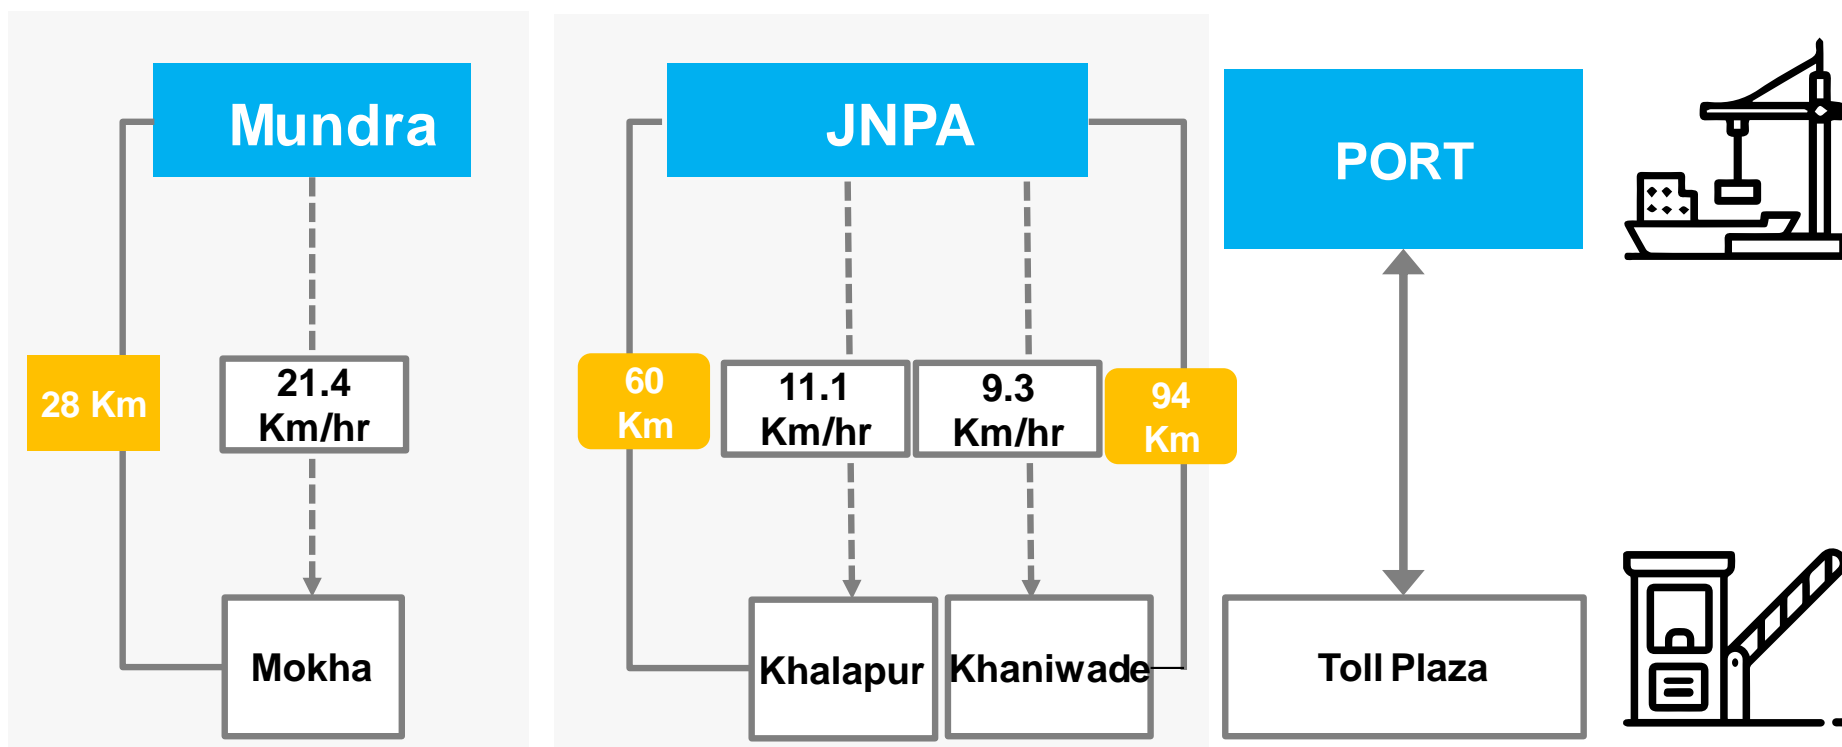 Mundra
28 Km
21.4
Km/hr
Mokha
JNPA
60
Km
11.1
Km/hr
9.3
Km/hr
94
Km
Khalapur
Khaniwade
PORT
Toll Plaza